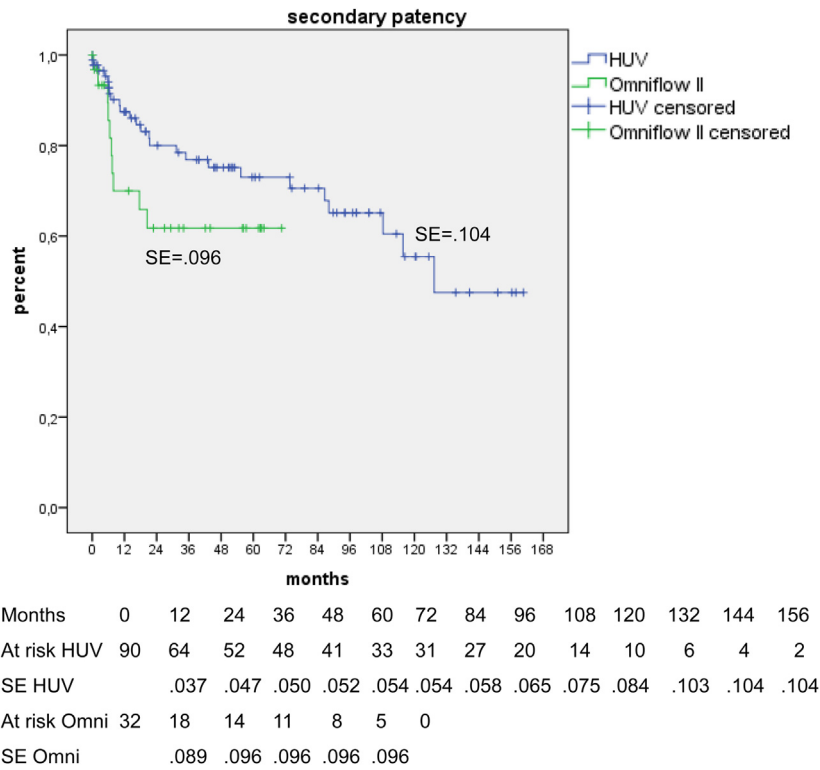 secondary patency
HUV
Omniflow II
HUV censored
Omniflow II censored
1,0
0,8
0,6
0,4
0,2
0,0
percent
SE=.104
SE=.096
0 12 24 36 48 60 72 84 96 108 120 132 144 156 168
months
Months 0 12 24 36 48 60 72 84 96 108 120 132 144 156
At risk HUV 90 64 52 48 41 33 31 27 20 14 10 6 4 2
SE HUV .037 .047 .050 .052 .054 .054 .058 .065 .075 .084 .103 .104 .104
At risk Omni 32 18 14 11 8 5 0
SE Omni .089 .096 .096 .096 .096